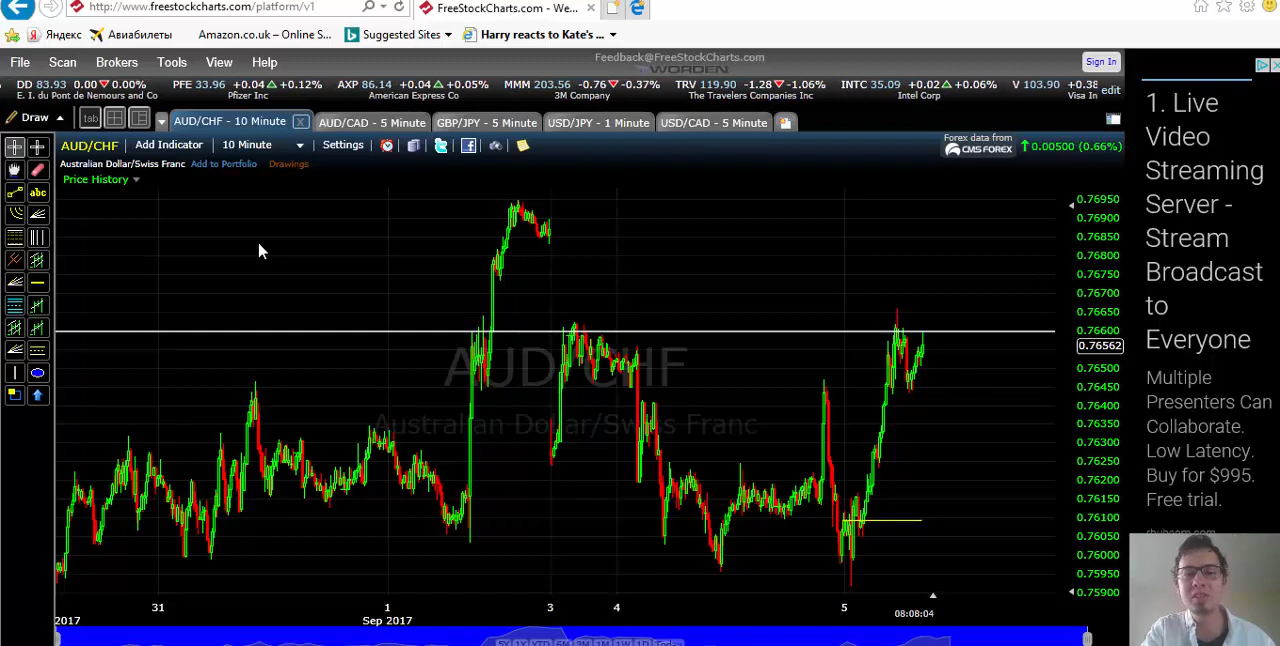 http://www.freestockcharts.com/platform/v1
FreeStockCharts.com - We...
Яндекс
Авиабилеты
Amazon.co.uk – Online S...
Suggested Sites
Harry reacts to Kate's ...
File Scan Brokers Tools View Help
Feedback@FreeStockCharts.com
WORDEN
Sign In
DD 83.93 0.00 0.00% PFE 33.96 +0.04 +0.12% AXP 86.14 +0.04 +0.05% MMM 203.56 -0.76 -0.37% TRV 119.90 -1.28 -1.06% INTC 35.09 +0.02 +0.06% V 103.90 +0.38
E. I. du Pont de Nemours and Co Pfizer Inc American Express Co 3M Company The Travelers Companies Inc Intel Corp Visa In
edit
Draw tab AUD/CHF - 10 Minute x AUD/CAD - 5 Minute GBP/JPY - 5 Minute USD/JPY - 1 Minute USD/CAD - 5 Minute
AUD/CHF Add Indicator 10 Minute Settings
Forex data from
CMS FOREX
0.00500 (0.66%)
Australian Dollar/Swiss Franc Add to Portfolio Drawings
Price History
abc
AUD/CHF
Australian Dollar/Swiss Franc
0.76950
0.76900
0.76850
0.76800
0.76750
0.76700
0.76650
0.76600
0.76562
0.76500
0.76450
0.76400
0.76350
0.76300
0.76250
0.76200
0.76150
0.76100
0.76050
0.76000
0.75950
0.75900
31 1 3 4 5
2017 Sep 2017
08:08:04
1. Live
Video
Streaming
Server -
Stream
Broadcast
to
Everyone
Multiple
Presenters Can
Collaborate.
Low Latency.
Buy for $995.
Free trial.